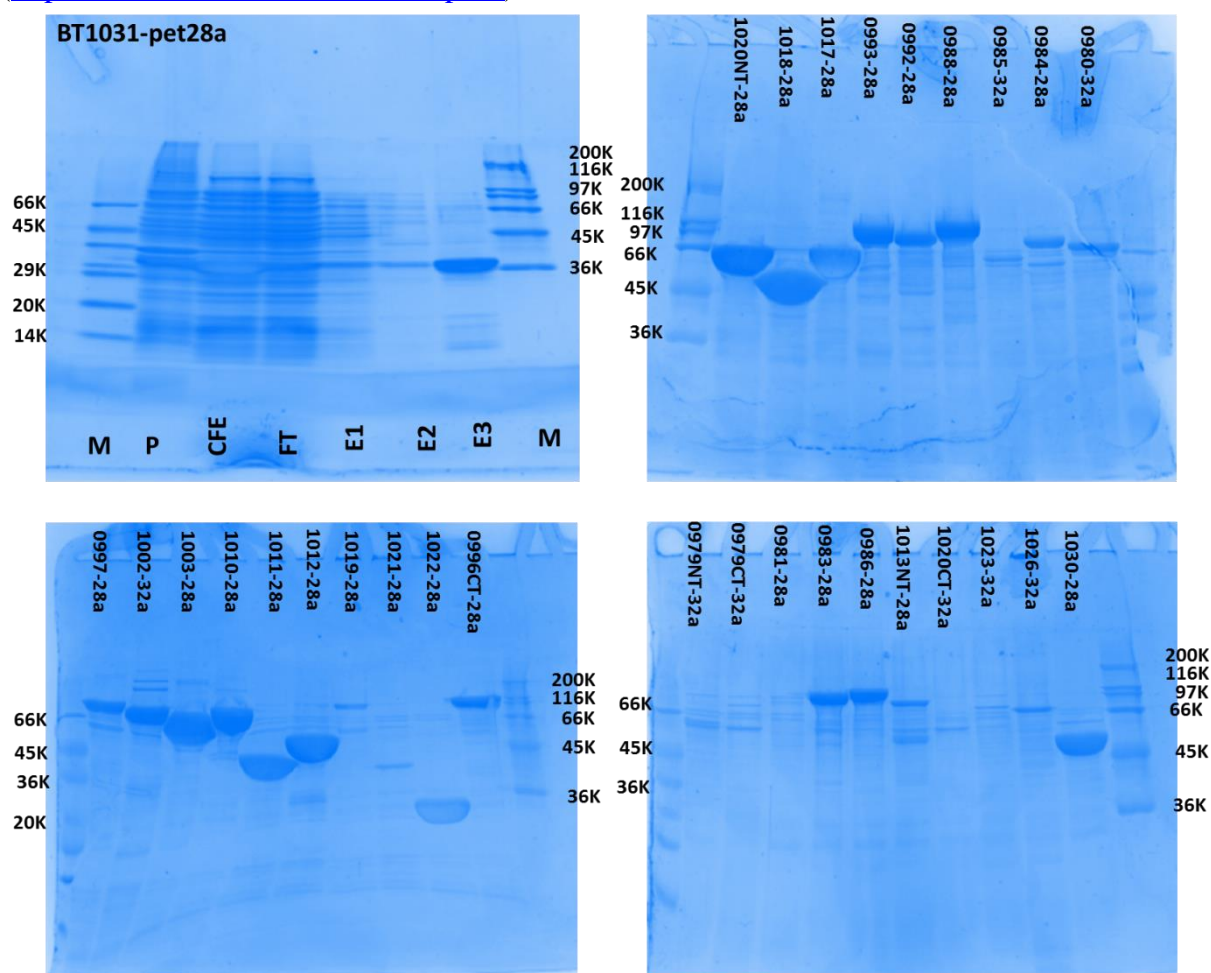 BT1031-pet28a
66K
45K
29K
20K
14K
200K
116K
97K
66K
45K
36K
M
P
CFE
FT
E1
E2
E3
M
1020NT-28a
1018-28a
1017-28a
0993-28a
0992-28a
0988-28a
0985-32a
0984-28a
0980-32a
200K
116K
97K
66K
45K
36K
0997-28a
1002-32a
1003-28a
1010-28a
1011-28a
1012-28a
1019-28a
1021-28a
1022-28a
0996CT-28a
66K
45K
36K
20K
200K
116K
66K
45K
36K
0979NT-32a
0979CT-32a
0981-28a
0983-28a
0986-28a
1013NT-28a
1020CT-32a
1023-32a
1026-32a
1030-28a
66K
45K
36K
200K
116K
97K
66K
45K
36K